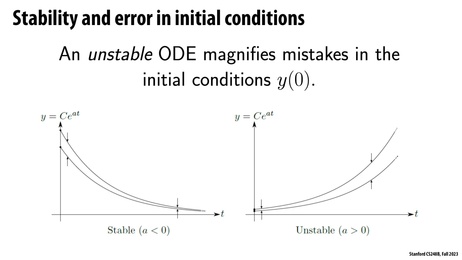 Stability and error in initial conditions
An unstable ODE magnifies mistakes in the
initial conditions y(0).
y = Ce^{at}
y = Ce^{at}
t
t
Stable (a < 0)
Unstable (a > 0)
Stanford CS248B, Fall 2023